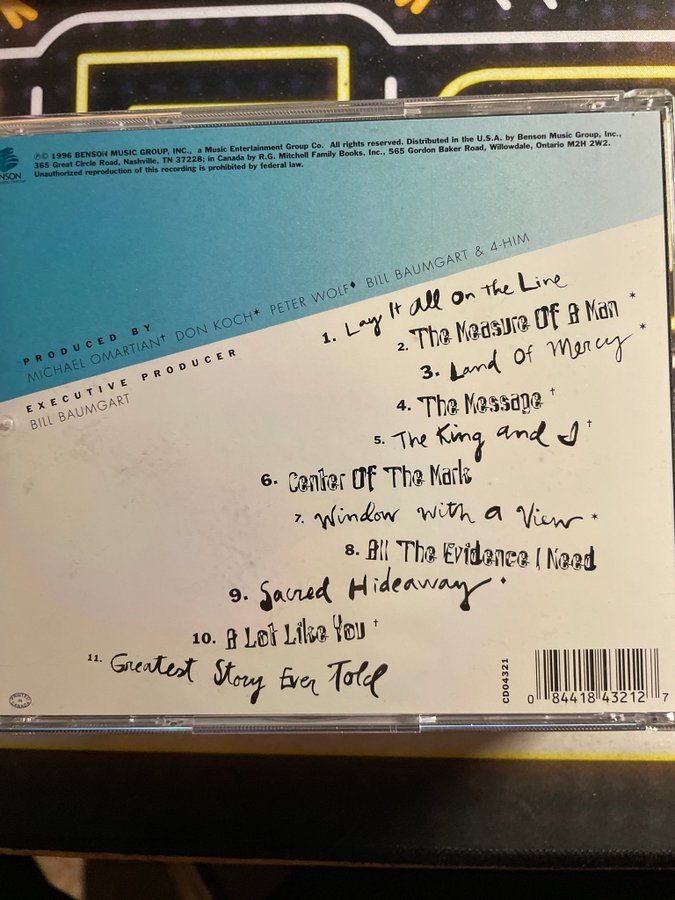 ℗© 1996 BENSON MUSIC GROUP, INC., a Music Entertainment Group Co. All rights reserved. Distributed in the U.S.A. by Benson Music Group, Inc.,
365 Great Circle Road, Nashville, TN 37228; in Canada by R.G. Mitchell Family Books, Inc., 565 Gordon Baker Road, Willowdale, Ontario M2H 2W2.
Unauthorized reproduction of this recording is prohibited by federal law.
NSON
PRODUCED BY
MICHAEL OMARTIAN† DON KOCH* PETER WOLF♦ BILL BAUMGART & 4-HIM
EXECUTIVE PRODUCER
BILL BAUMGART
1. Lay It All On the Line
2. The Measure Of A Man *
3. Land Of Mercy *
4. The Message †
5. The King and I †
6. Center Of The Mark
7. Window with a View *
8. All The Evidence I Need
9. Sacred Hideaway ♦
10. A Lot Like You †
11. Greatest Story Ever Told
PRINTED IN CANADA
CD04321
0 84418 43212 7